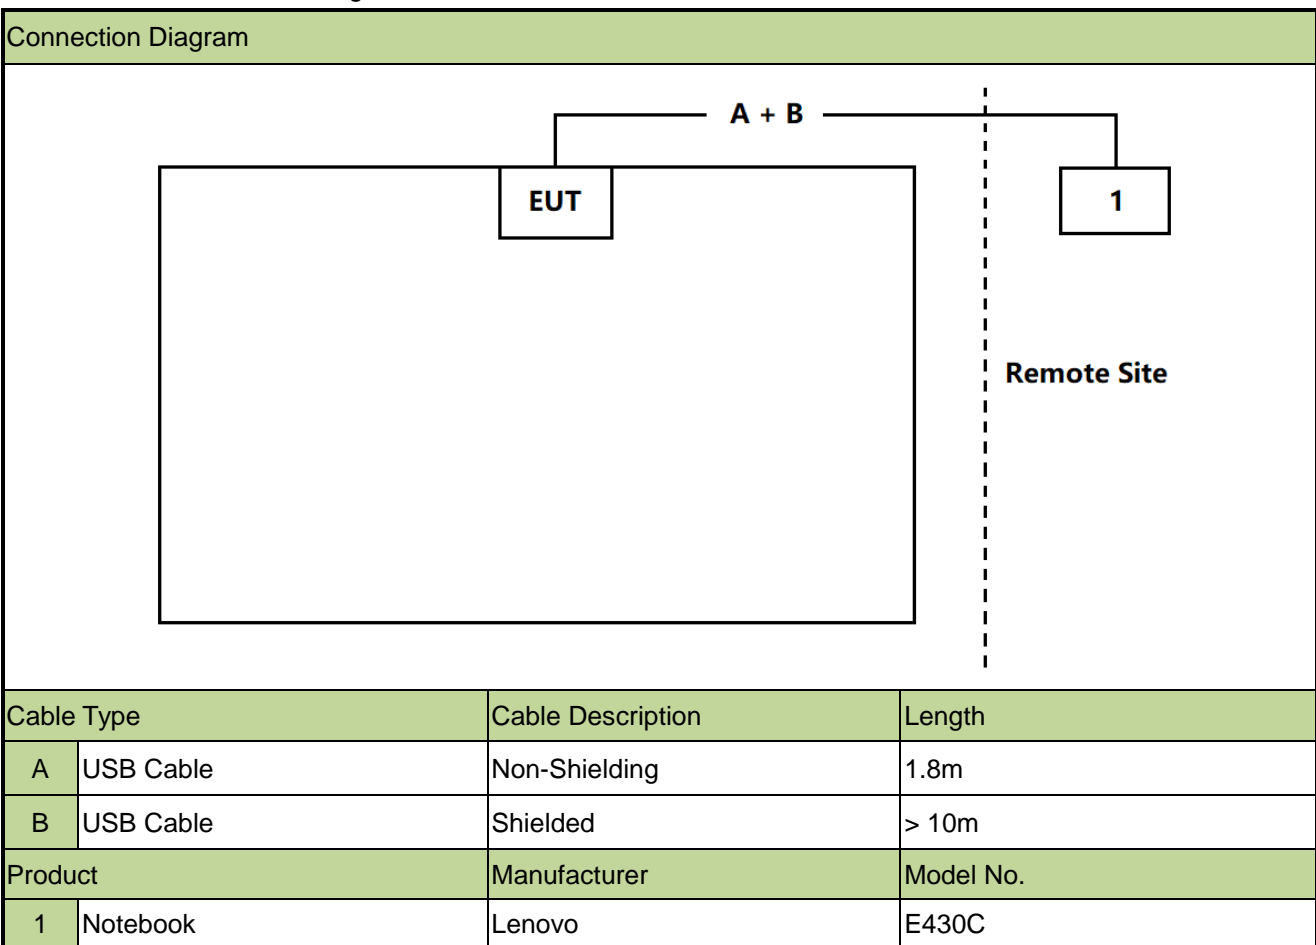 Connection Diagram
A + B
EUT
1
Remote Site
Cable Type Cable Description Length
A USB Cable Non-Shielding 1.8m
B USB Cable Shielded > 10m
Product Manufacturer Model No.
1 Notebook Lenovo E430C